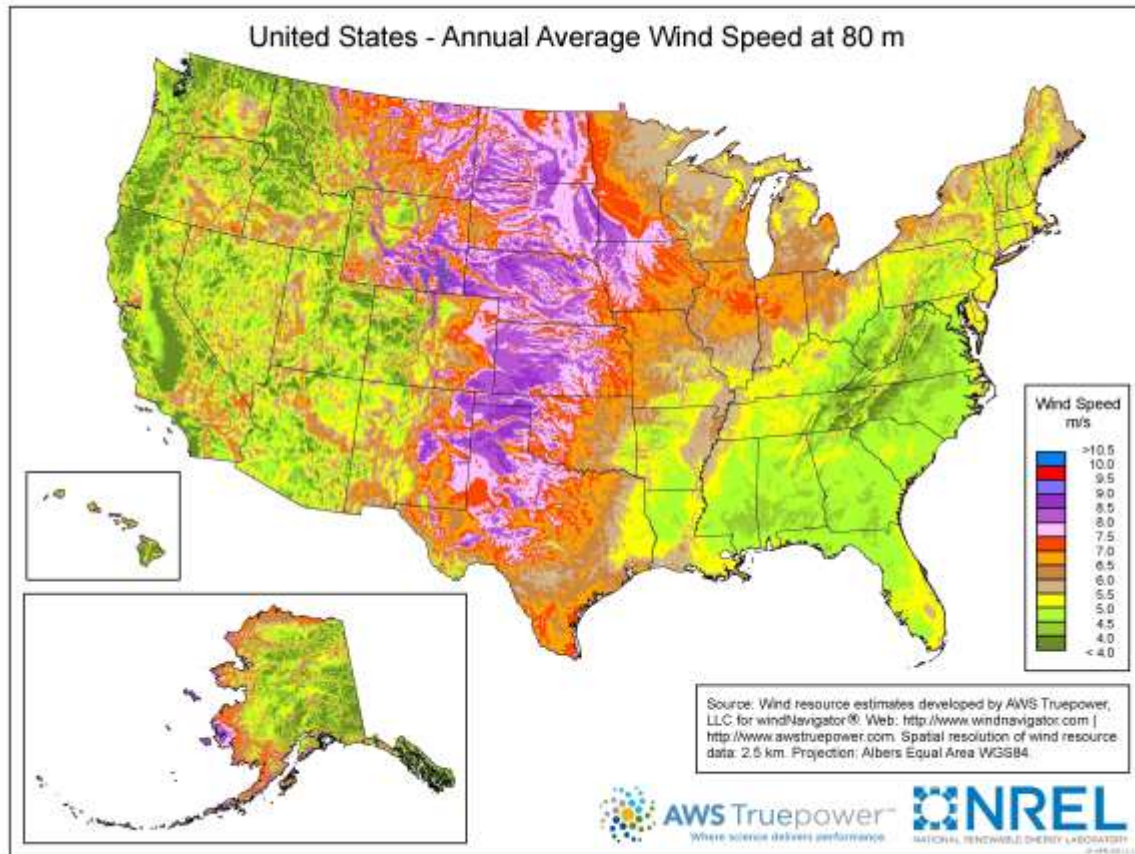 United States - Annual Average Wind Speed at 80 m
Wind Speed
m/s
>10.5
10.0
9.5
9.0
8.5
8.0
7.5
7.0
6.5
6.0
5.5
5.0
4.5
4.0
< 4.0
Source: Wind resource estimates developed by AWS Truepower,
LLC for windNavigator®. Web: http://www.windnavigator.com |
http://www.awstruepower.com. Spatial resolution of wind resource
data: 2.5 km. Projection: Albers Equal Area WGS84.
AWS Truepower™
Where science delivers performance.
NREL
NATIONAL RENEWABLE ENERGY LABORATORY